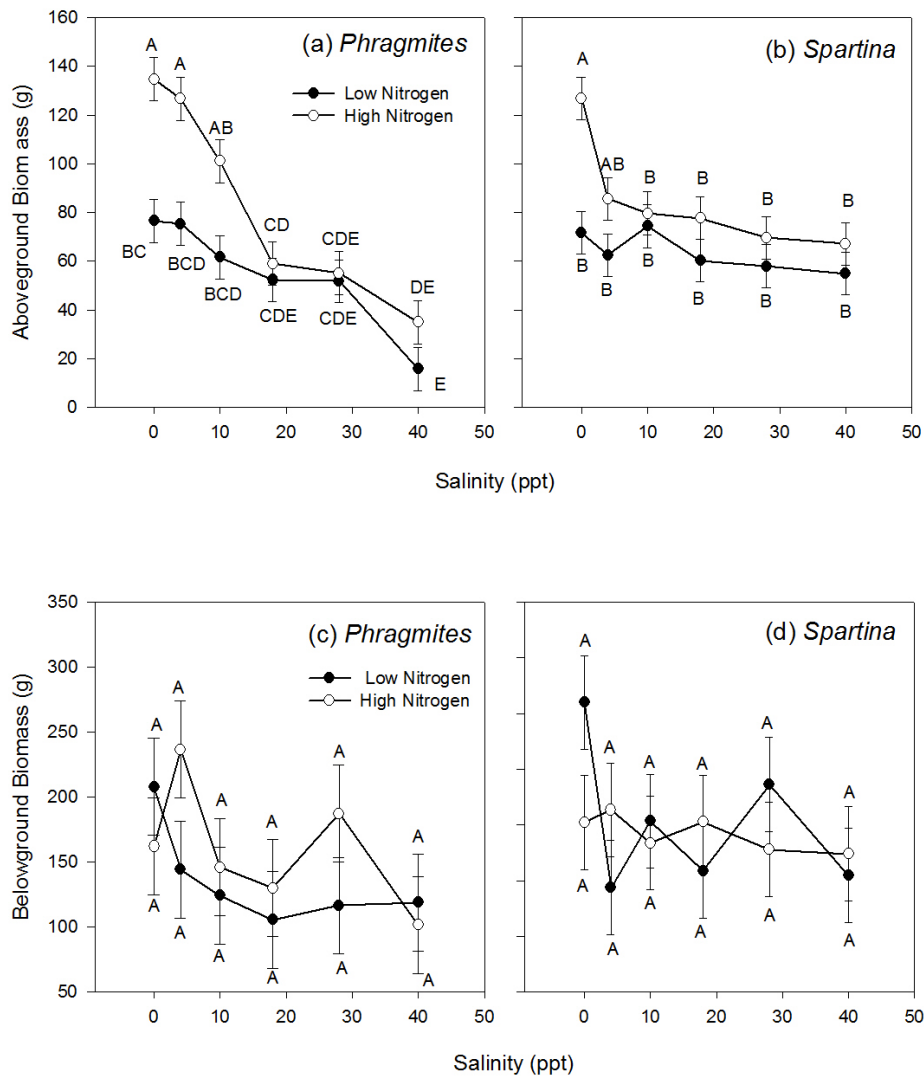 160
140
120
100
80
60
40
20
0
Aboveground Biom ass (g)
(a) Phragmites
Low Nitrogen
High Nitrogen
A
A
AB
CD
CDE
DE
BC
BCD
BCD
CDE
CDE
E
0 10 20 30 40 50
(b) Spartina
A
AB
B
B
B
B
B
B
B
B
B
B
0 10 20 30 40 50
Salinity (ppt)
350
300
250
200
150
100
50
Belowground Biomass (g)
(c) Phragmites
Low Nitrogen
High Nitrogen
A
A
A
A
A
A
A
A
A
A
A
A
0 10 20 30 40 50
(d) Spartina
A
A
A
A
A
A
A
A
A
A
A
A
0 10 20 30 40 50
Salinity (ppt)